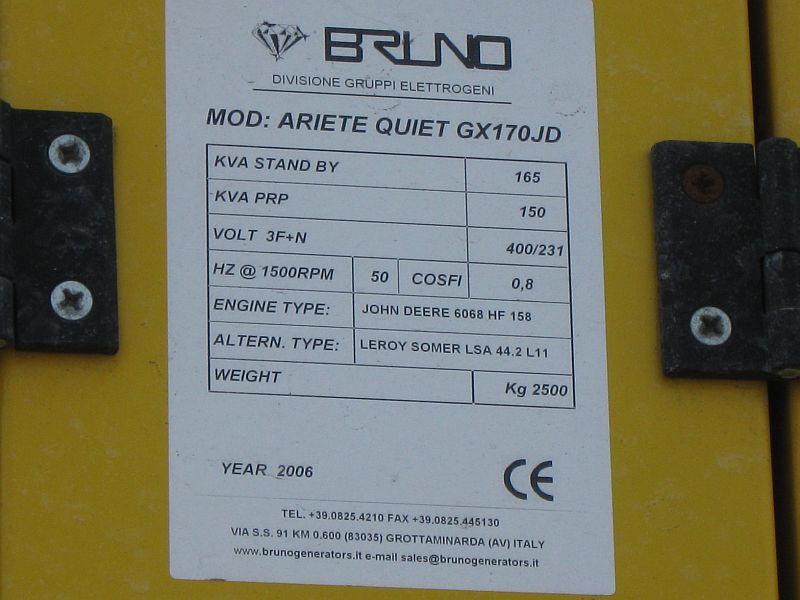 BRUNO
DIVISIONE GRUPPI ELETTROGENI
MOD: ARIETE QUIET GX170JD
KVA STAND BY 165
KVA PRP 150
VOLT 3F+N 400/231
HZ @ 1500RPM 50 COSFI 0,8
ENGINE TYPE: JOHN DEERE 6068 HF 158
ALTERN. TYPE: LEROY SOMER LSA 44.2 L11
WEIGHT Kg 2500
YEAR 2006 CE
TEL. +39.0825.4210 FAX +39.0825.445130
VIA S.S. 91 KM 0.600 (83035) GROTTAMINARDA (AV) ITALY
www.brunogenerators.it e-mail sales@brunogenerators.it